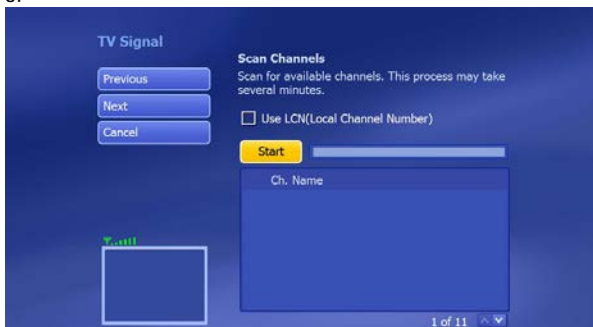 TV Signal
Previous
Next
Cancel
Scan Channels
Scan for available channels. This process may take
several minutes.
Use LCN(Local Channel Number)
Start
Ch. Name
1 of 11